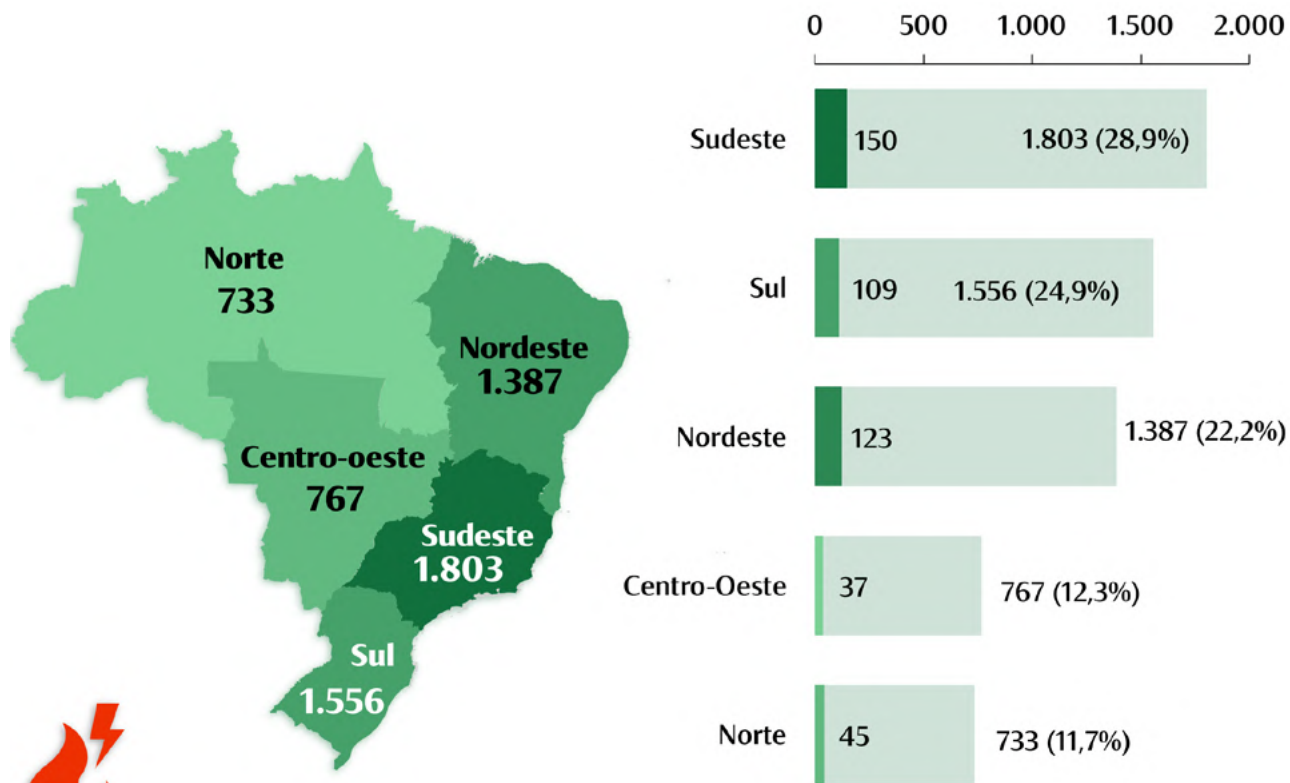 Norte
733
Nordeste
1.387
Centro-oeste
767
Sudeste
1.803
Sul
1.556
0 500 1.000 1.500 2.000
Sudeste 150 1.803 (28,9%)
Sul 109 1.556 (24,9%)
Nordeste 123 1.387 (22,2%)
Centro-Oeste 37 767 (12,3%)
Norte 45 733 (11,7%)